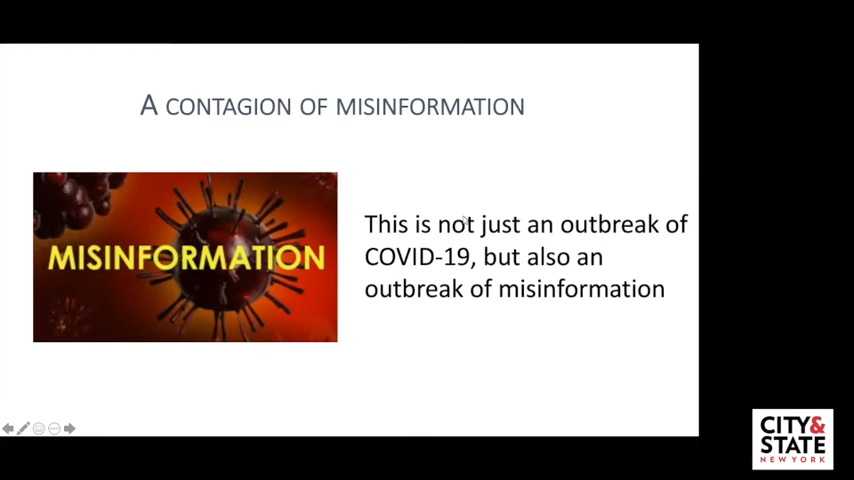 A CONTAGION OF MISINFORMATION
MISINFORMATION
This is not just an outbreak of
COVID-19, but also an
outbreak of misinformation
CITY&
STATE
NEW YORK